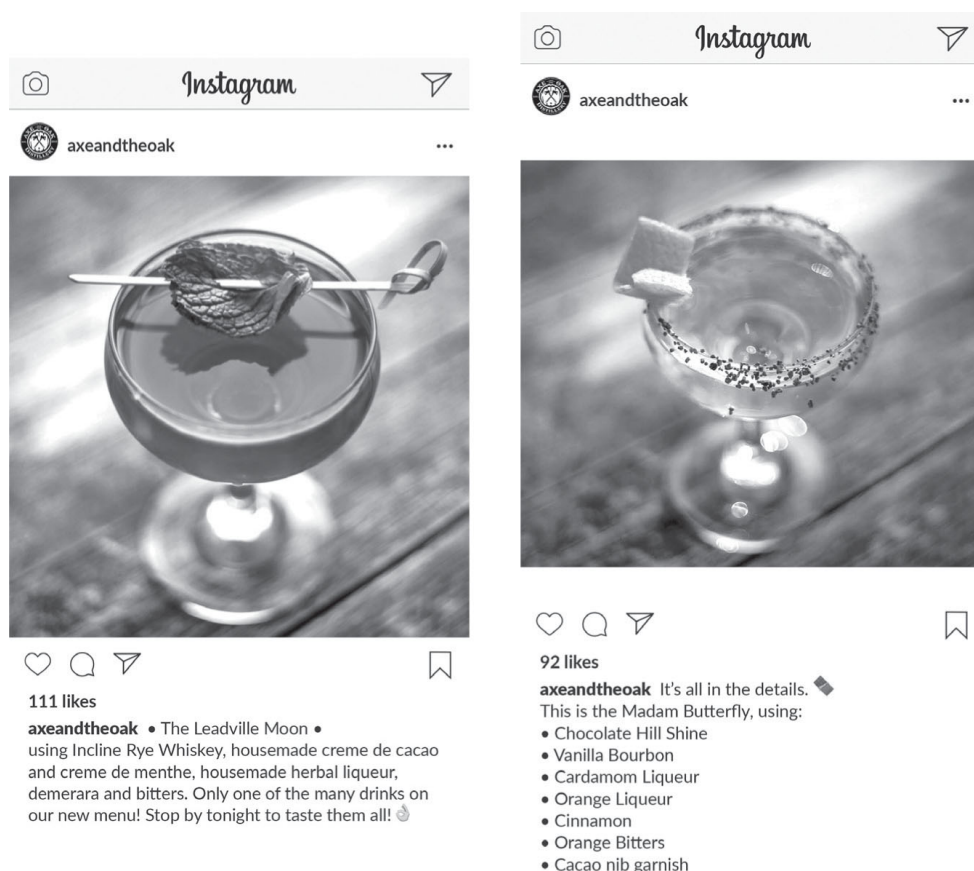 Instagram
axeandtheoak
111 likes
axeandtheoak • The Leadville Moon •
using Incline Rye Whiskey, housemade creme de cacao
and creme de menthe, housemade herbal liqueur,
demerara and bitters. Only one of the many drinks on
our new menu! Stop by tonight to taste them all! 👌
Instagram
axeandtheoak
92 likes
axeandtheoak It's all in the details. 🍫
This is the Madam Butterfly, using:
• Chocolate Hill Shine
• Vanilla Bourbon
• Cardamom Liqueur
• Orange Liqueur
• Cinnamon
• Orange Bitters
• Cacao nib garnish